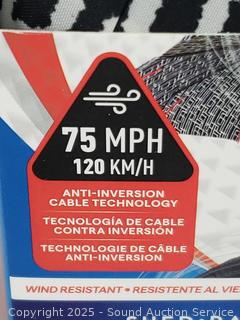 75 MPH
120 KM/H
ANTI-INVERSION
CABLE TECHNOLOGY
TECNOLOGÍA DE CABLE
CONTRA INVERSIÓN
TECHNOLOGIE DE CÂBLE
ANTI-INVERSION
WIND RESISTANT • RESISTENTE AL VIE
Copyright 2025 - Sound Auction Service